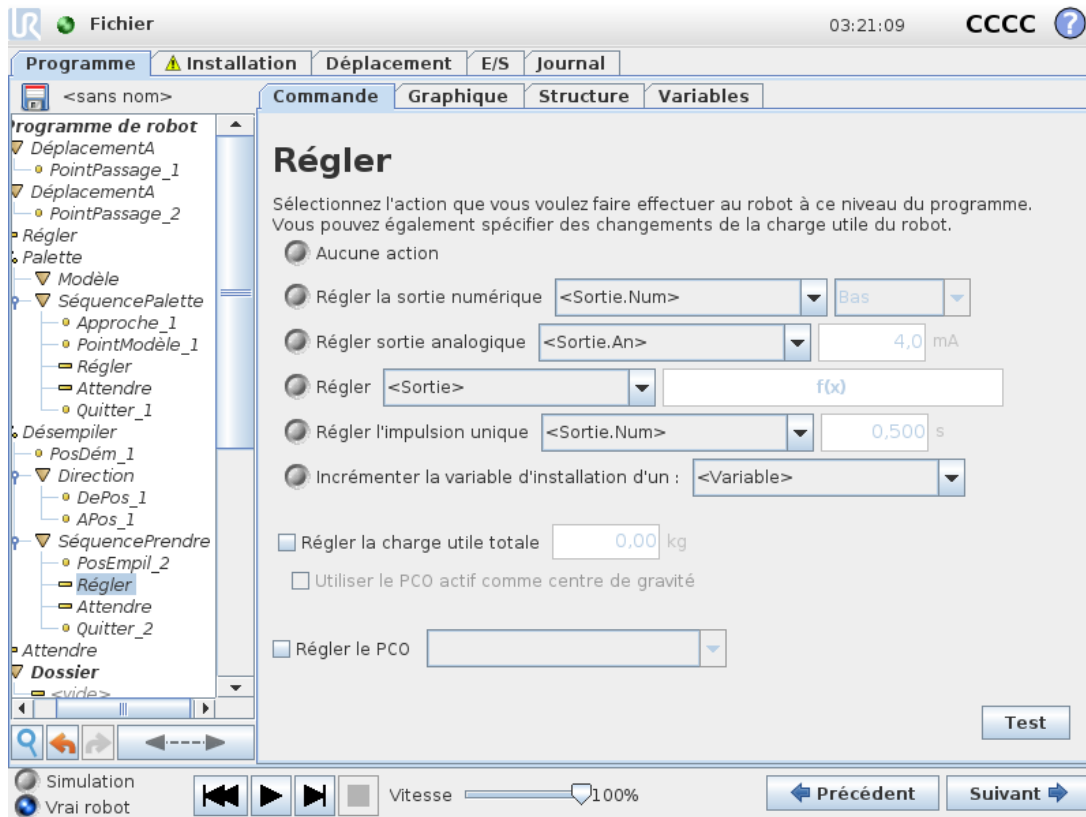 UR Fichier 03:21:09 CCCC ?
Programme Installation Déplacement E/S Journal
<sans nom> Commande Graphique Structure Variables
Programme de robot
DéplacementA
PointPassage_1
DéplacementA
PointPassage_2
Régler
Palette
Modèle
SéquencePalette
Approche_1
PointModèle_1
Régler
Attendre
Quitter_1
Désempiler
PosDém_1
Direction
DePos_1
APos_1
SéquencePrendre
PosEmpil_2
Régler
Attendre
Quitter_2
Attendre
Dossier
<vide>
Régler
Sélectionnez l'action que vous voulez faire effectuer au robot à ce niveau du programme.
Vous pouvez également spécifier des changements de la charge utile du robot.
Aucune action
Régler la sortie numérique <Sortie.Num> Bas
Régler sortie analogique <Sortie.An> 4,0 mA
Régler <Sortie> f(x)
Régler l'impulsion unique <Sortie.Num> 0,500 s
Incrémenter la variable d'installation d'un : <Variable>
Régler la charge utile totale 0,00 kg
Utiliser le PCO actif comme centre de gravité
Régler le PCO
Test
Simulation
Vrai robot
Vitesse 100%
Précédent
Suivant